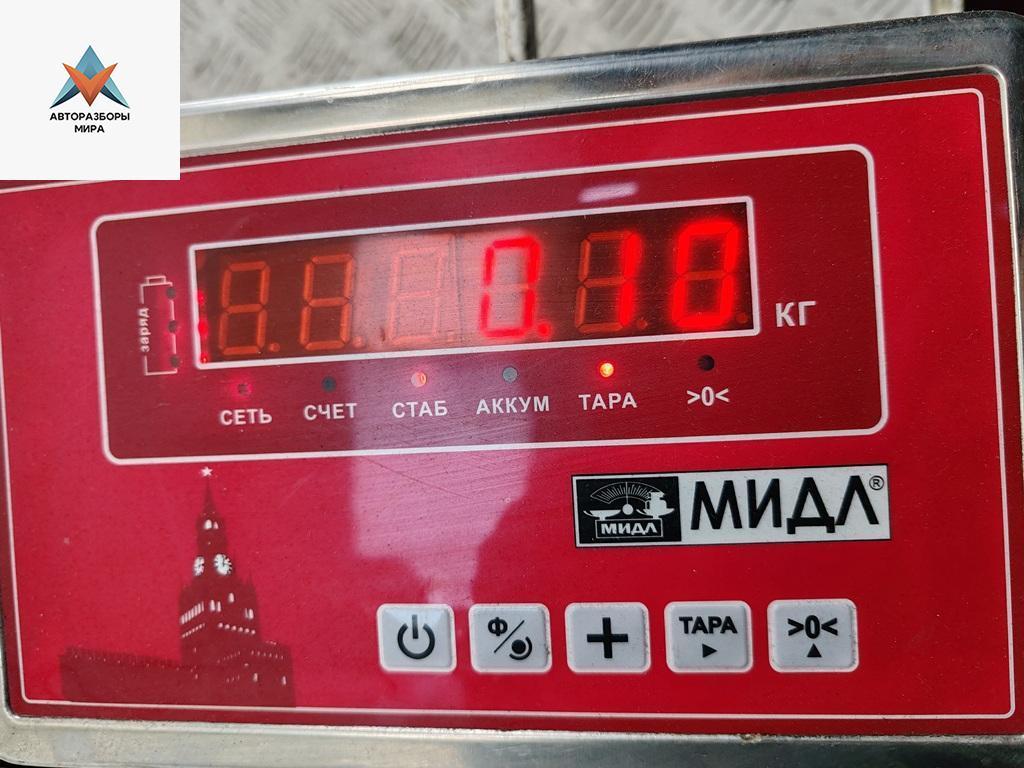 АВТОРАЗБОРЫ
МИРА
заряд
0.10
КГ
СЕТЬ СЧЕТ СТАБ АККУМ ТАРА >0<
МИДЛ МИДЛ®
Ф/ + ТАРА >0<